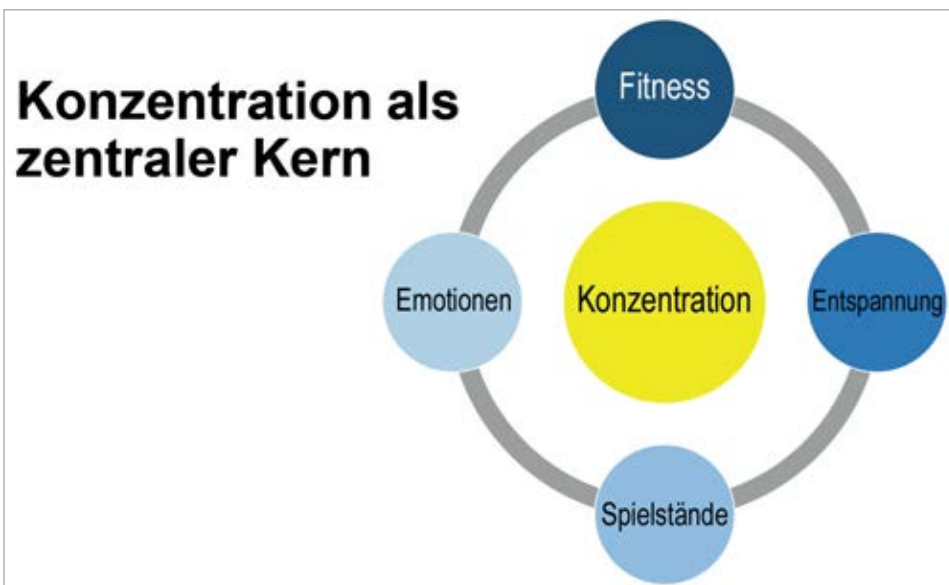 Konzentration als
zentraler Kern
Fitness
Emotionen
Konzentration
Entspannung
Spielstände